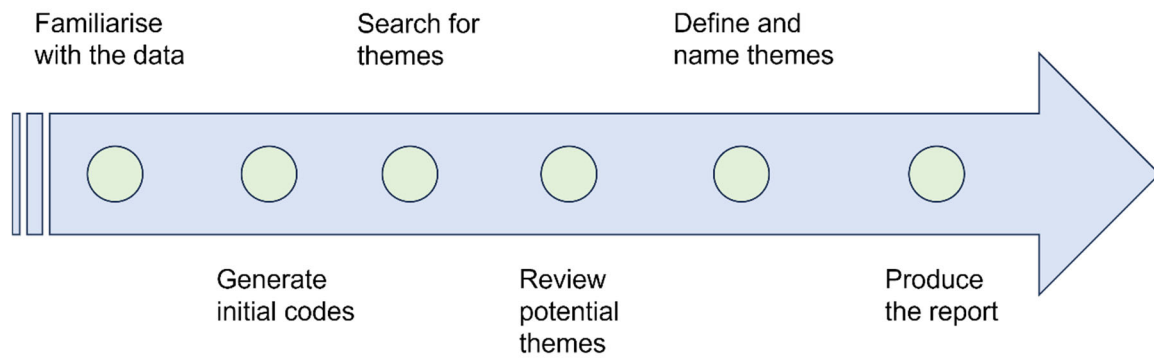 Familiarise
with the data
Generate
initial codes
Search for
themes
Review
potential
themes
Define and
name themes
Produce
the report